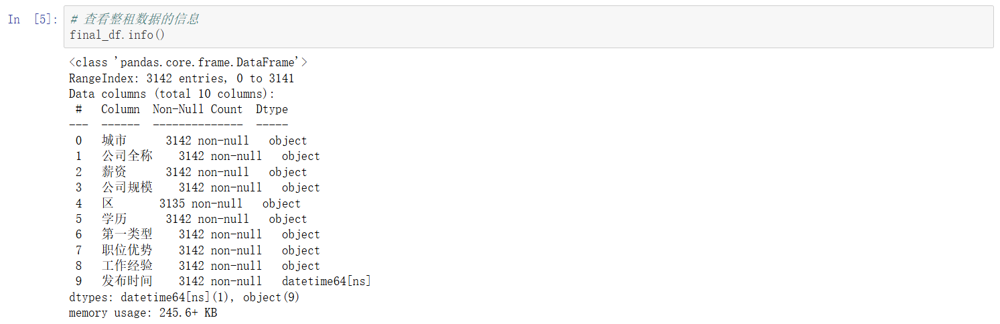 In [5]: # 查看整租数据的信息
final_df.info()
<class 'pandas.core.frame.DataFrame'>
RangeIndex: 3142 entries, 0 to 3141
Data columns (total 10 columns):
 #   Column  Non-Null Count  Dtype
---  ------  --------------  -----
 0   城市      3142 non-null   object
 1   公司全称    3142 non-null   object
 2   薪资      3142 non-null   object
 3   公司规模    3142 non-null   object
 4   区       3135 non-null   object
 5   学历      3142 non-null   object
 6   第一类型    3142 non-null   object
 7   职位优势    3142 non-null   object
 8   工作经验    3142 non-null   object
 9   发布时间    3142 non-null   datetime64[ns]
dtypes: datetime64[ns](1), object(9)
memory usage: 245.6+ KB